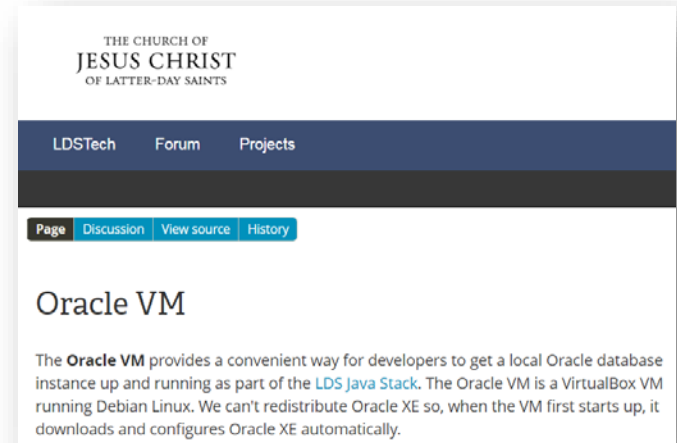 THE CHURCH OF
JESUS CHRIST
OF LATTER-DAY SAINTS
LDSTech Forum Projects
Page Discussion View source History
Oracle VM
The Oracle VM provides a convenient way for developers to get a local Oracle database
instance up and running as part of the LDS Java Stack. The Oracle VM is a VirtualBox VM
running Debian Linux. We can't redistribute Oracle XE so, when the VM first starts up, it
downloads and configures Oracle XE automatically.